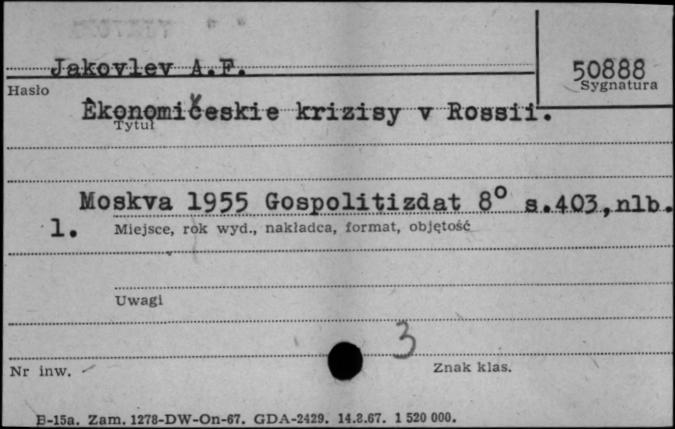 Jakovlev A.F.
50888
Hasło
Sygnatura
Èkonomičeskie krizisy v Rossii.
Tytuł
Moskva 1955 Gospolitizdat 8° s.403,nlb.
1.
Miejsce, rok wyd., nakładca, format, objętość
Uwagi
3
Nr inw.
Znak klas.
B-15a. Zam. 1278-DW-On-67. GDA-2429. 14.8.67. 1 520 000.